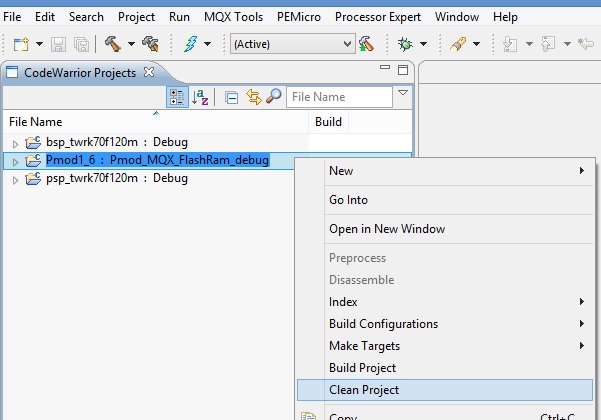 File Edit Search Project Run MQX Tools PEMicro Processor Expert Window Help
(Active)
CodeWarrior Projects
File Name
File Name Build
bsp_twrk70f120m : Debug
Pmod1_6 : Pmod_MQX_FlashRam_debug
psp_twrk70f120m : Debug
New
Go Into
Open in New Window
Preprocess
Disassemble
Index
Build Configurations
Make Targets
Build Project
Clean Project
Copy Ctrl+C